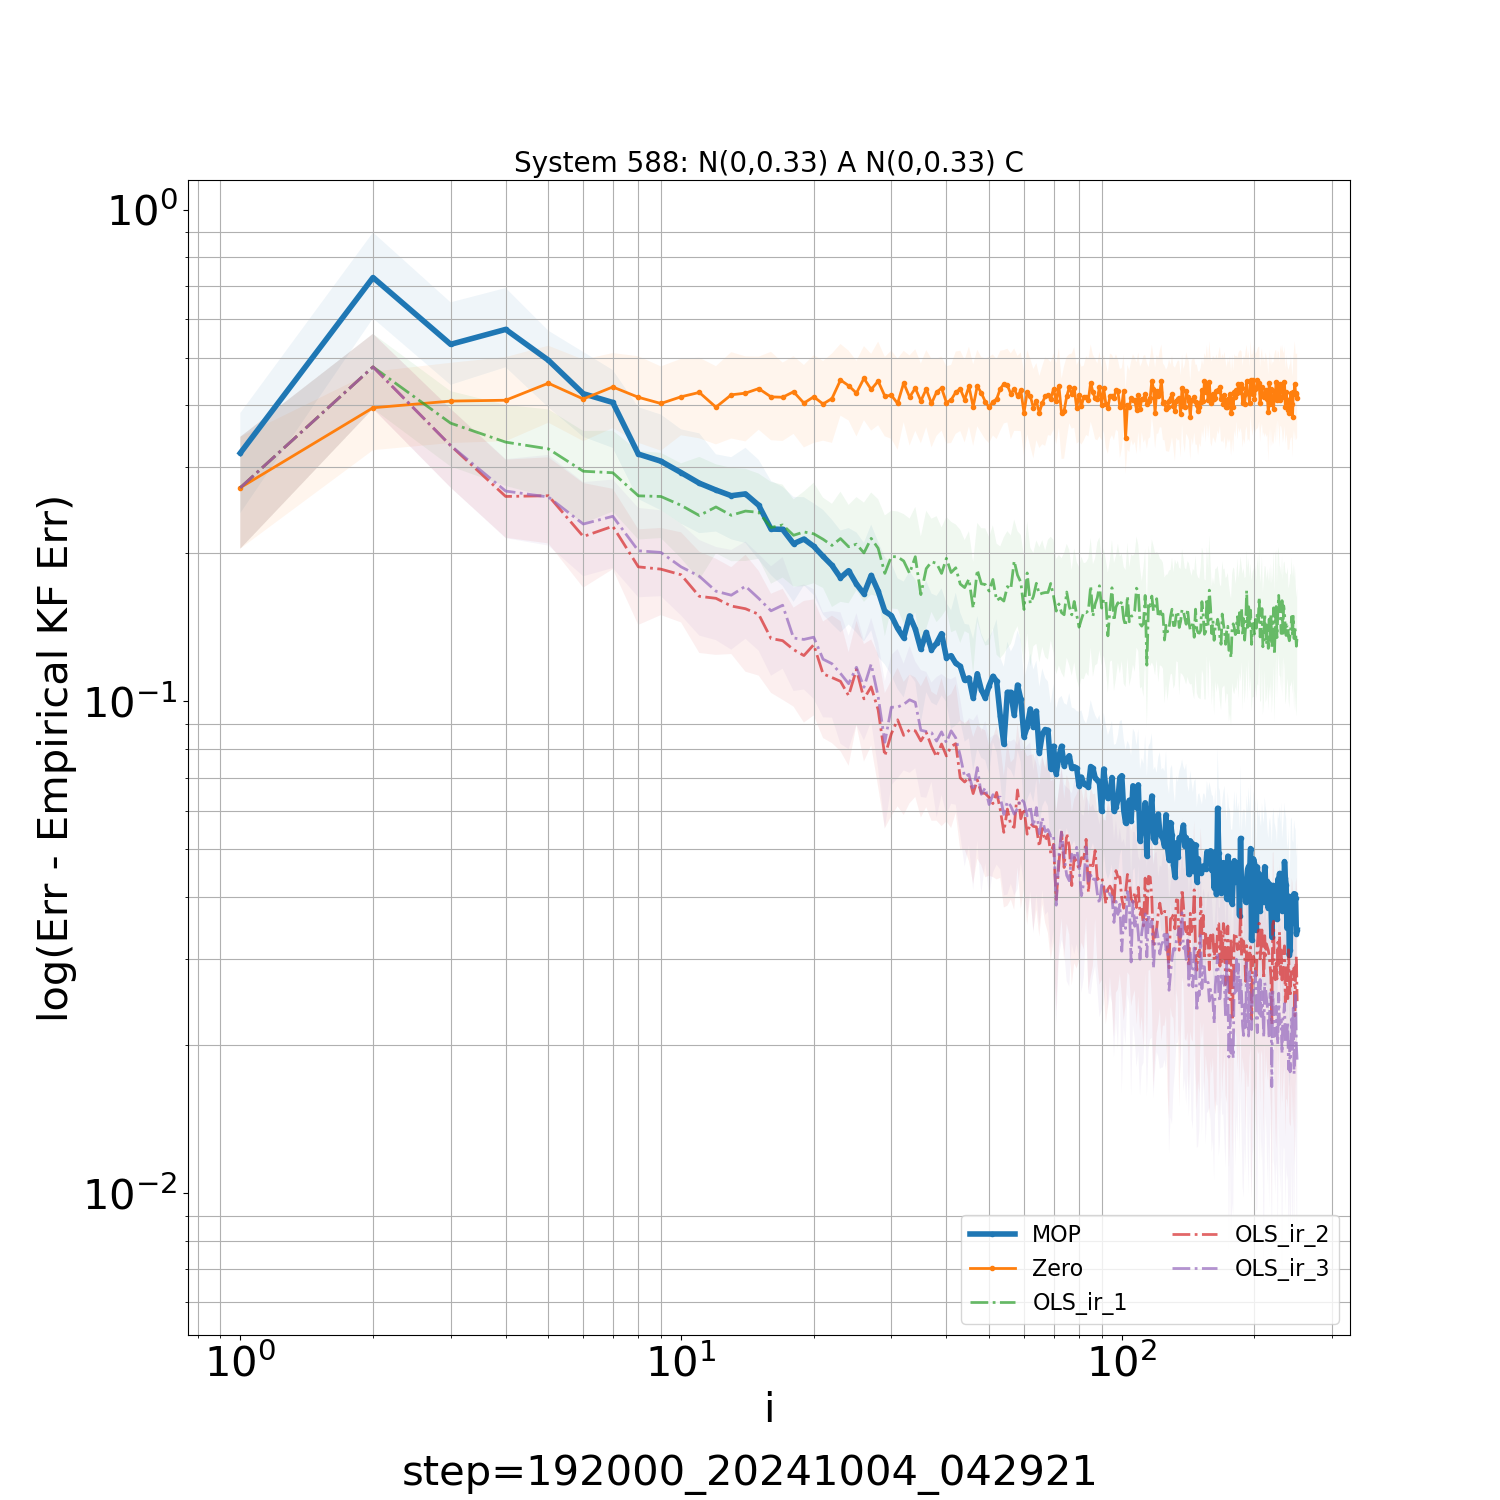 System 588: N(0,0.33) A N(0,0.33) C
log(Err - Empirical KF Err)
10⁰
10⁻¹
10⁻²
MOP
Zero
OLS_ir_1
OLS_ir_2
OLS_ir_3
10⁰ 10¹ 10²
i
step=192000_20241004_042921